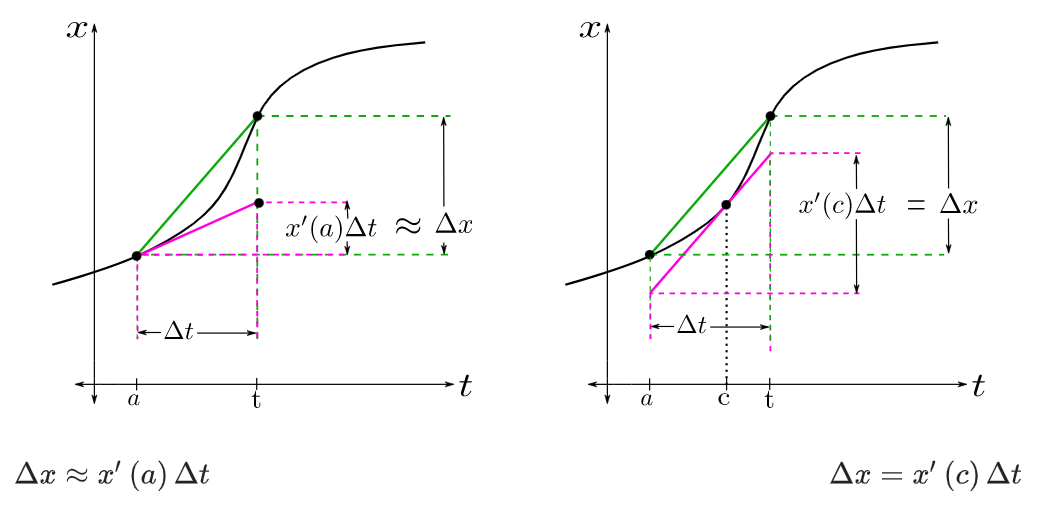 x
x′(a)Δt ≈ Δx
Δt
a
t
t
Δx ≈ x′ (a) Δt
x
x′(c)Δt = Δx
Δt
a
c
t
t
Δx = x′ (c) Δt